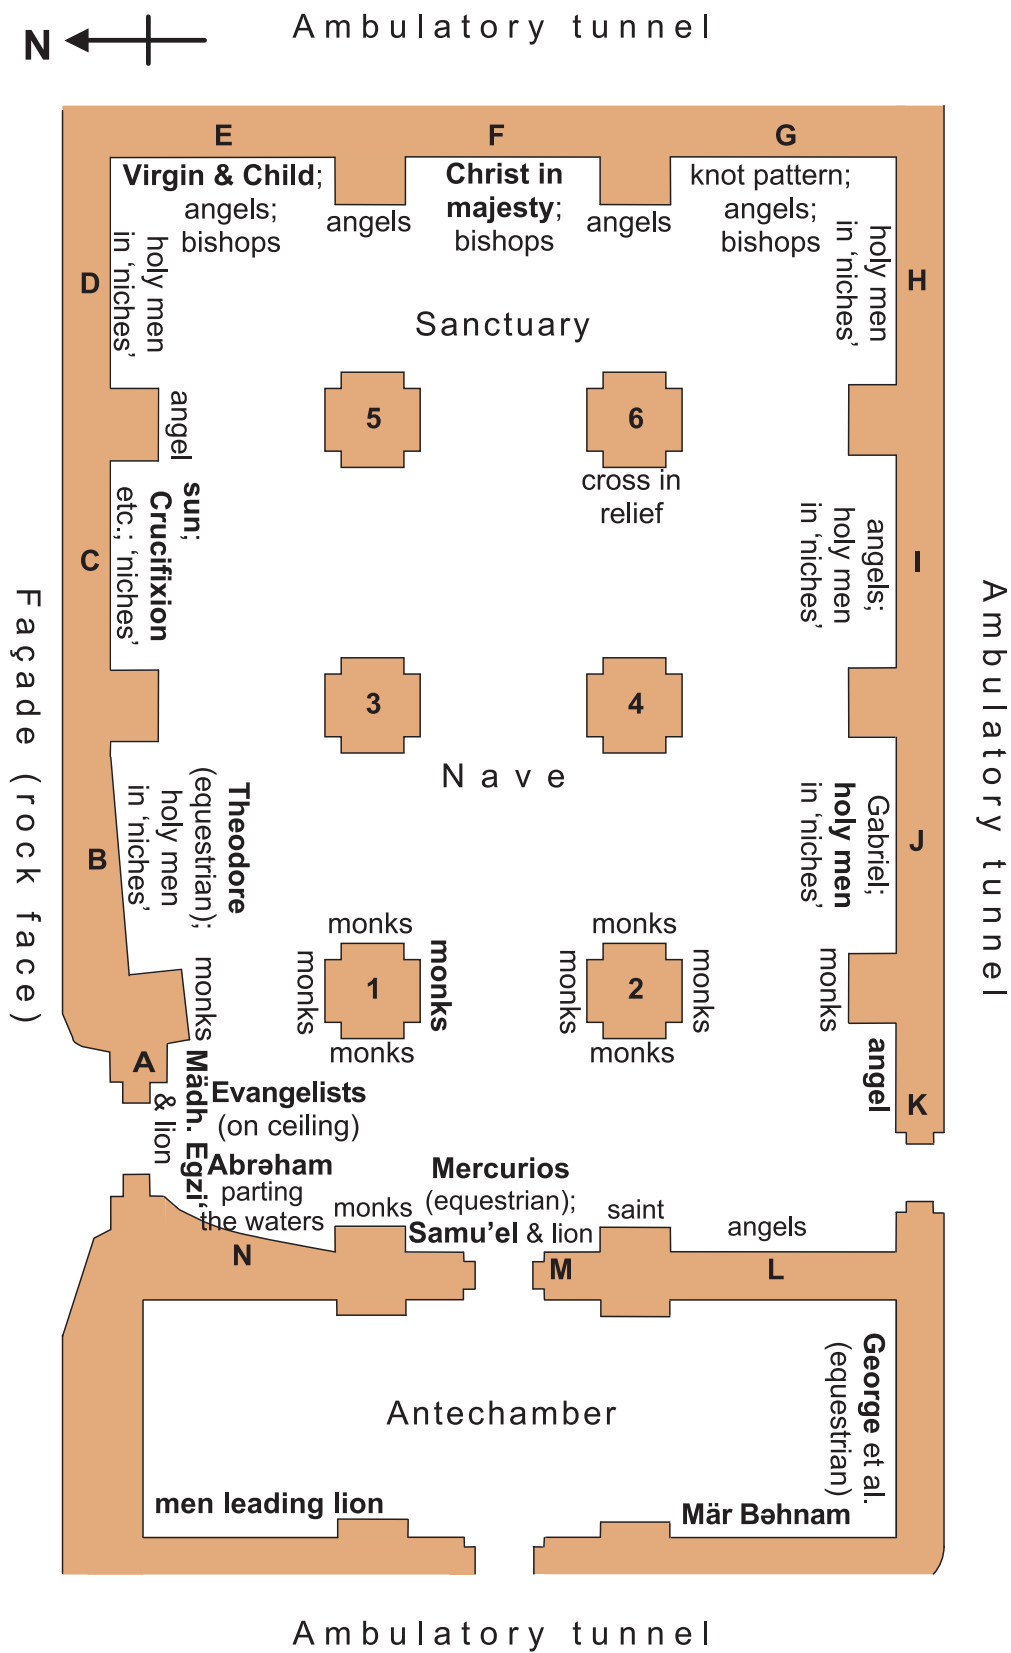 Ambulatory tunnel
N
E
F
G
Virgin & Child;
angels;
bishops
angels
Christ in
majesty;
bishops
angels
knot pattern;
angels;
bishops
D
holy men
in ‘niches’
holy men
in ‘niches’
H
Sanctuary
angel
5
6
cross in
relief
C
sun;
Crucifixion
etc.; ‘niches’
angels;
holy men
in ‘niches’
I
Façade (rock face)
Ambulatory tunnel
3
4
Nave
B
Theodore
(equestrian);
holy men
in ‘niches’
Gabriel;
holy men
in ‘niches’
J
monks
monks
monks
1
monks
monks
monks
monks
2
monks
monks
monks
A
Mädh. Egzi’
& lion
Evangelists
(on ceiling)
angel
K
Abrəham
parting
the waters
monks
Mercurios
(equestrian);
Samu’el & lion
saint
angels
N
M
L
George et al.
(equestrian)
Antechamber
men leading lion
Mär Bəhnam
Ambulatory tunnel